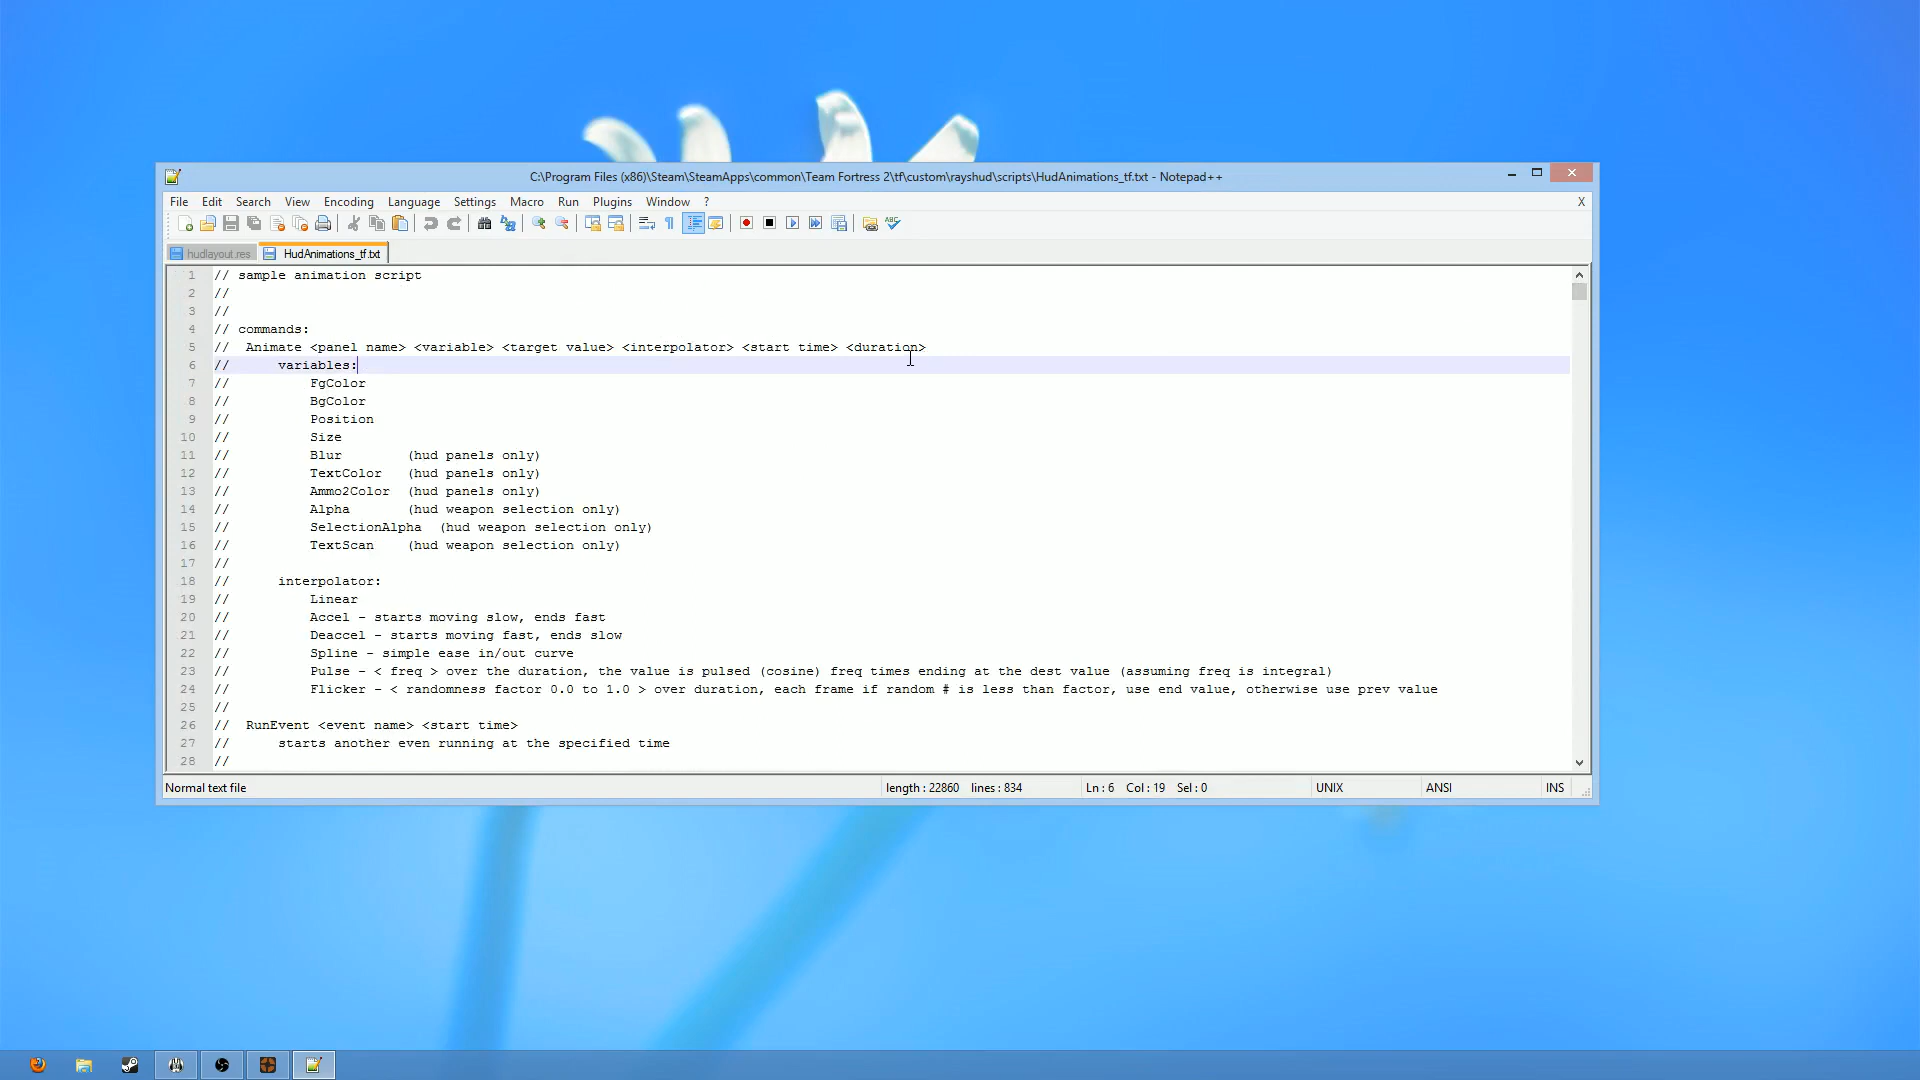 C:\Program Files (x86)\Steam\SteamApps\common\Team Fortress 2\tf\custom\rayshud\scripts\HudAnimations_tf.txt - Notepad++
File Edit Search View Encoding Language Settings Macro Run Plugins Window ? X
hudlayout.res HudAnimations_tf.txt
1 // sample animation script
2 //
3 //
4 // commands:
5 // Animate <panel name> <variable> <target value> <interpolator> <start time> <duration>
6 // variables:
7 // FgColor
8 // BgColor
9 // Position
10 // Size
11 // Blur (hud panels only)
12 // TextColor (hud panels only)
13 // Ammo2Color (hud panels only)
14 // Alpha (hud weapon selection only)
15 // SelectionAlpha (hud weapon selection only)
16 // TextScan (hud weapon selection only)
17 //
18 // interpolator:
19 // Linear
20 // Accel - starts moving slow, ends fast
21 // Deaccel - starts moving fast, ends slow
22 // Spline - simple ease in/out curve
23 // Pulse - < freq > over the duration, the value is pulsed (cosine) freq times ending at the dest value (assuming freq is integral)
24 // Flicker - < randomness factor 0.0 to 1.0 > over duration, each frame if random # is less than factor, use end value, otherwise use prev value
25 //
26 // RunEvent <event name> <start time>
27 // starts another even running at the specified time
28 //
Normal text file length : 22860 lines : 834 Ln : 6 Col : 19 Sel : 0 UNIX ANSI INS